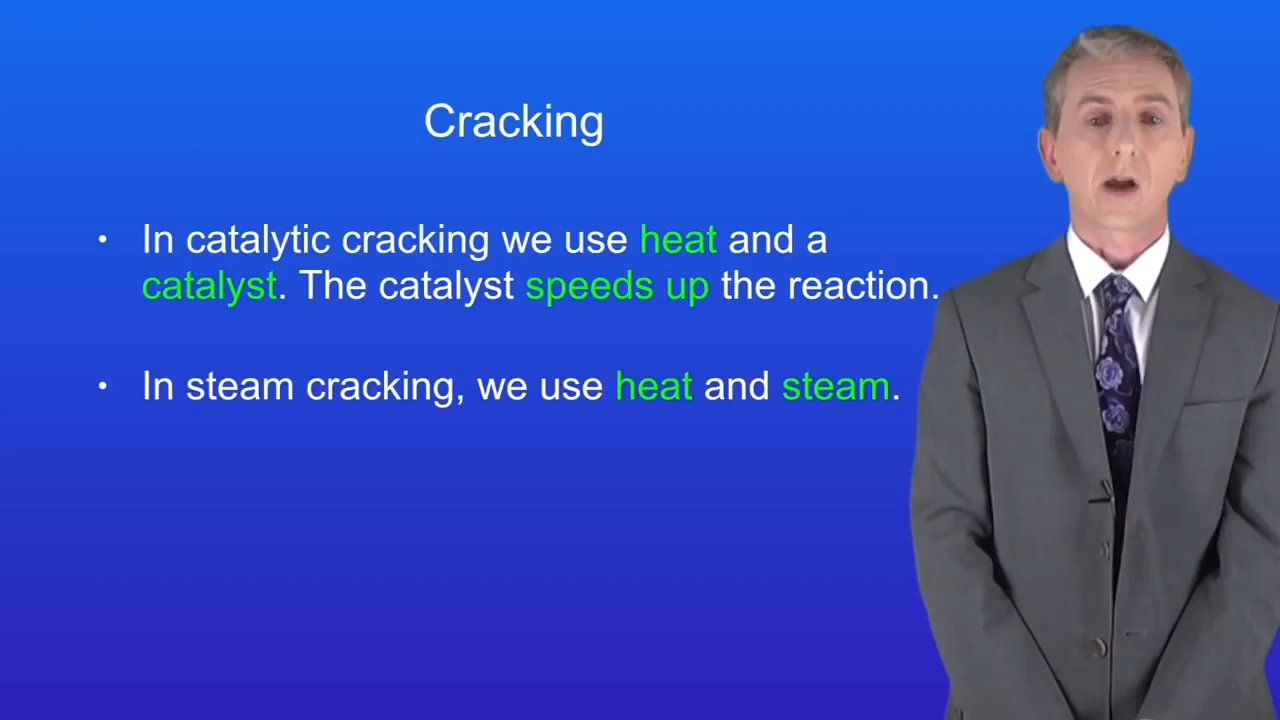 Cracking
• In catalytic cracking we use heat and a
catalyst. The catalyst speeds up the reaction.
• In steam cracking, we use heat and steam.